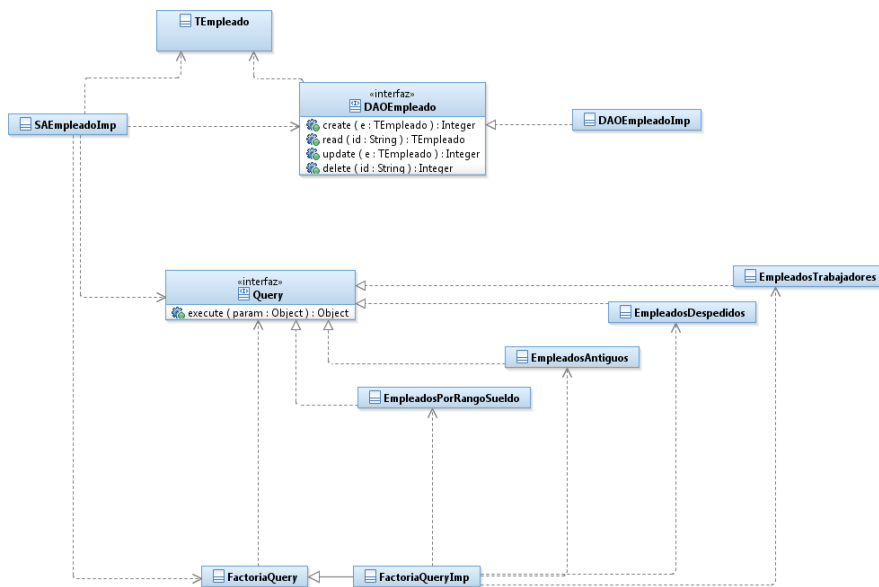 TEmpleado
«interfaz»
DAOEmpleado
create ( e : TEmpleado ) : Integer
read ( id : String ) : TEmpleado
update ( e : TEmpleado ) : Integer
delete ( id : String ) : Integer
SAEmpleadoImp
DAOEmpleadoImp
«interfaz»
Query
execute ( param : Object ) : Object
EmpleadosTrabajadores
EmpleadosDespedidos
EmpleadosAntiguos
EmpleadosPorRangoSueldo
FactoriaQuery
FactoriaQueryImp